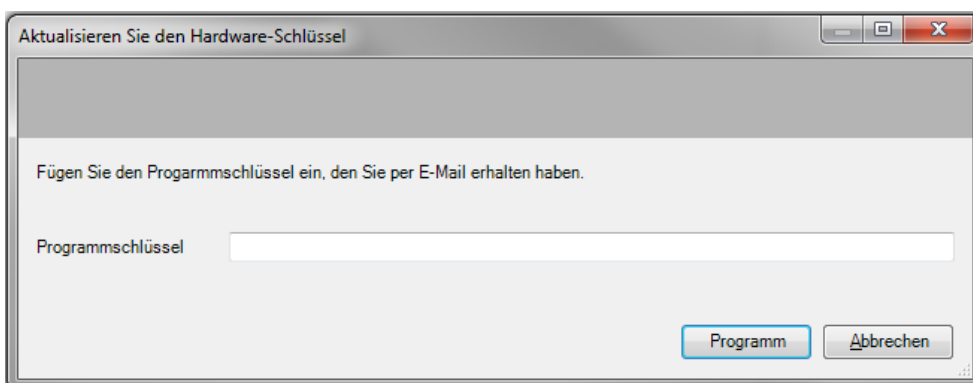 Aktualisieren Sie den Hardware-Schlüssel
Fügen Sie den Progarmmschlüssel ein, den Sie per E-Mail erhalten haben.
Programmschlüssel
Programm Abbrechen